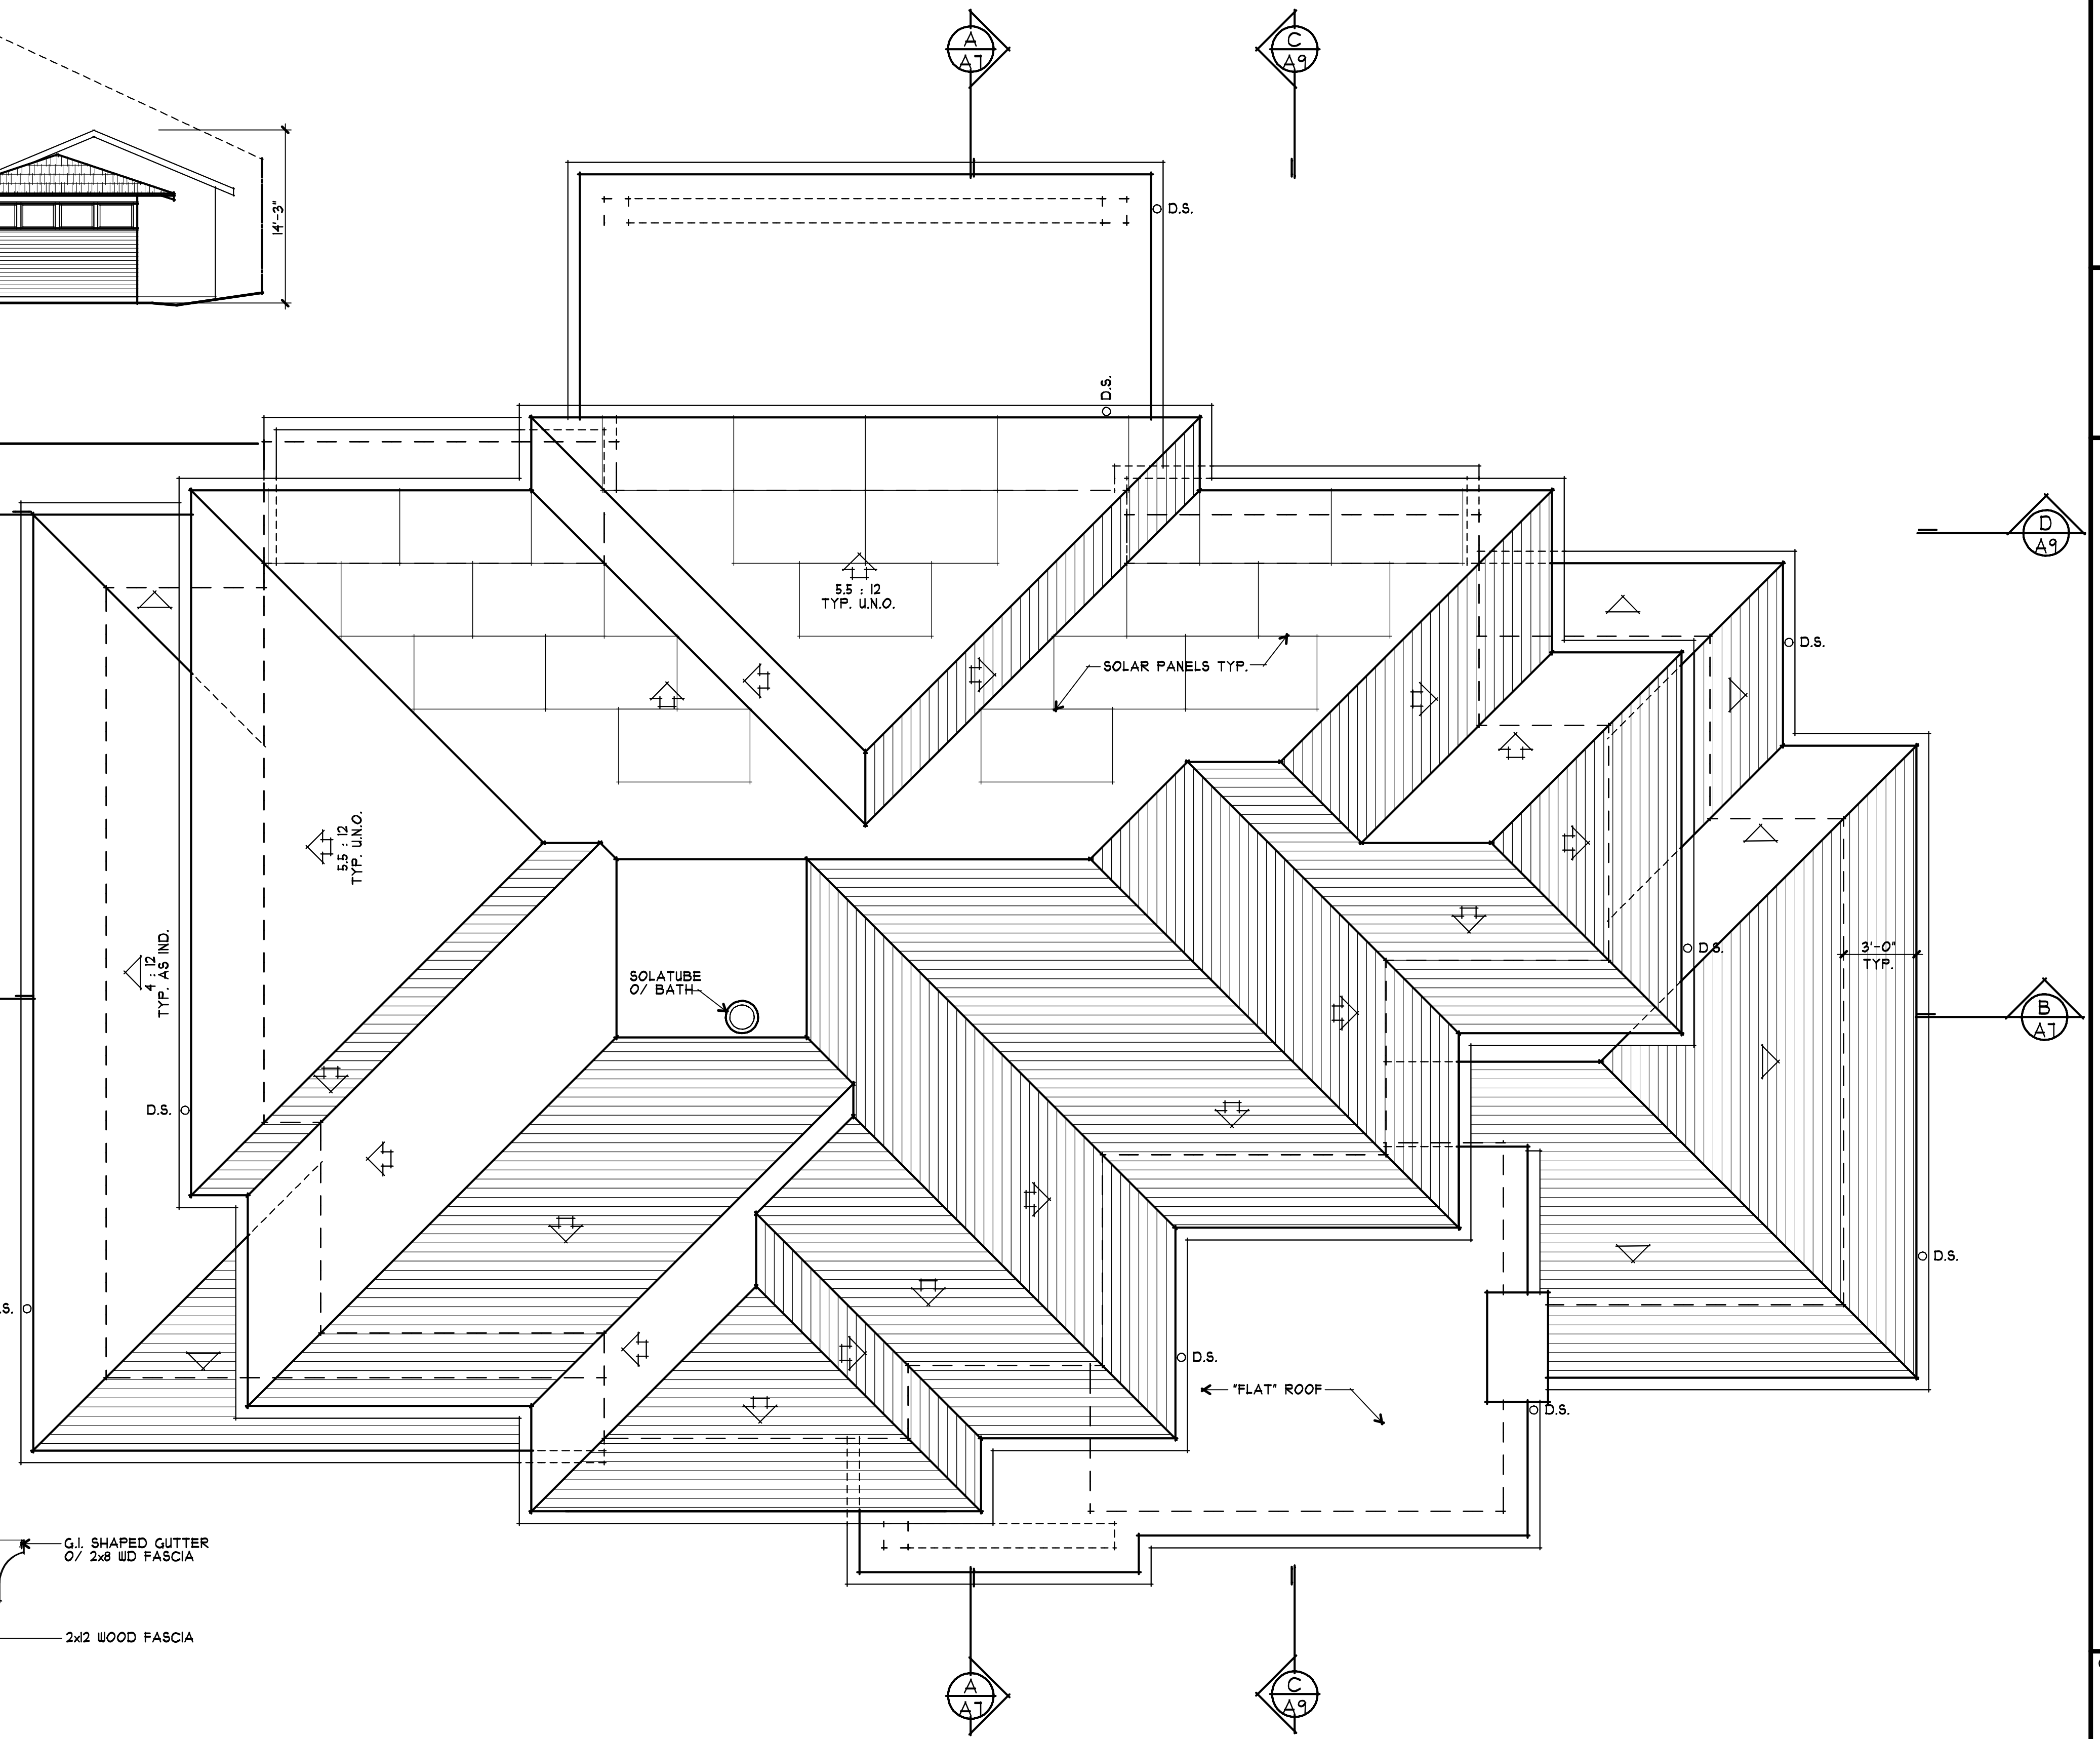 A
A7
C
A9
14'-3"
D.S.
D.S.
D
A9
5.5 : 12
TYP. U.N.O.
D.S.
SOLAR PANELS TYP.
5.5 : 12
TYP. U.N.O.
4 : 12
TYP. AS IND.
SOLATUBE
O/ BATH
D.S.
3'-0"
TYP.
B
A7
D.S.
D.S.
.S.
D.S.
"FLAT" ROOF
D.S.
G.I. SHAPED GUTTER
O/ 2x8 WD FASCIA
2x12 WOOD FASCIA
A
A7
C
A9